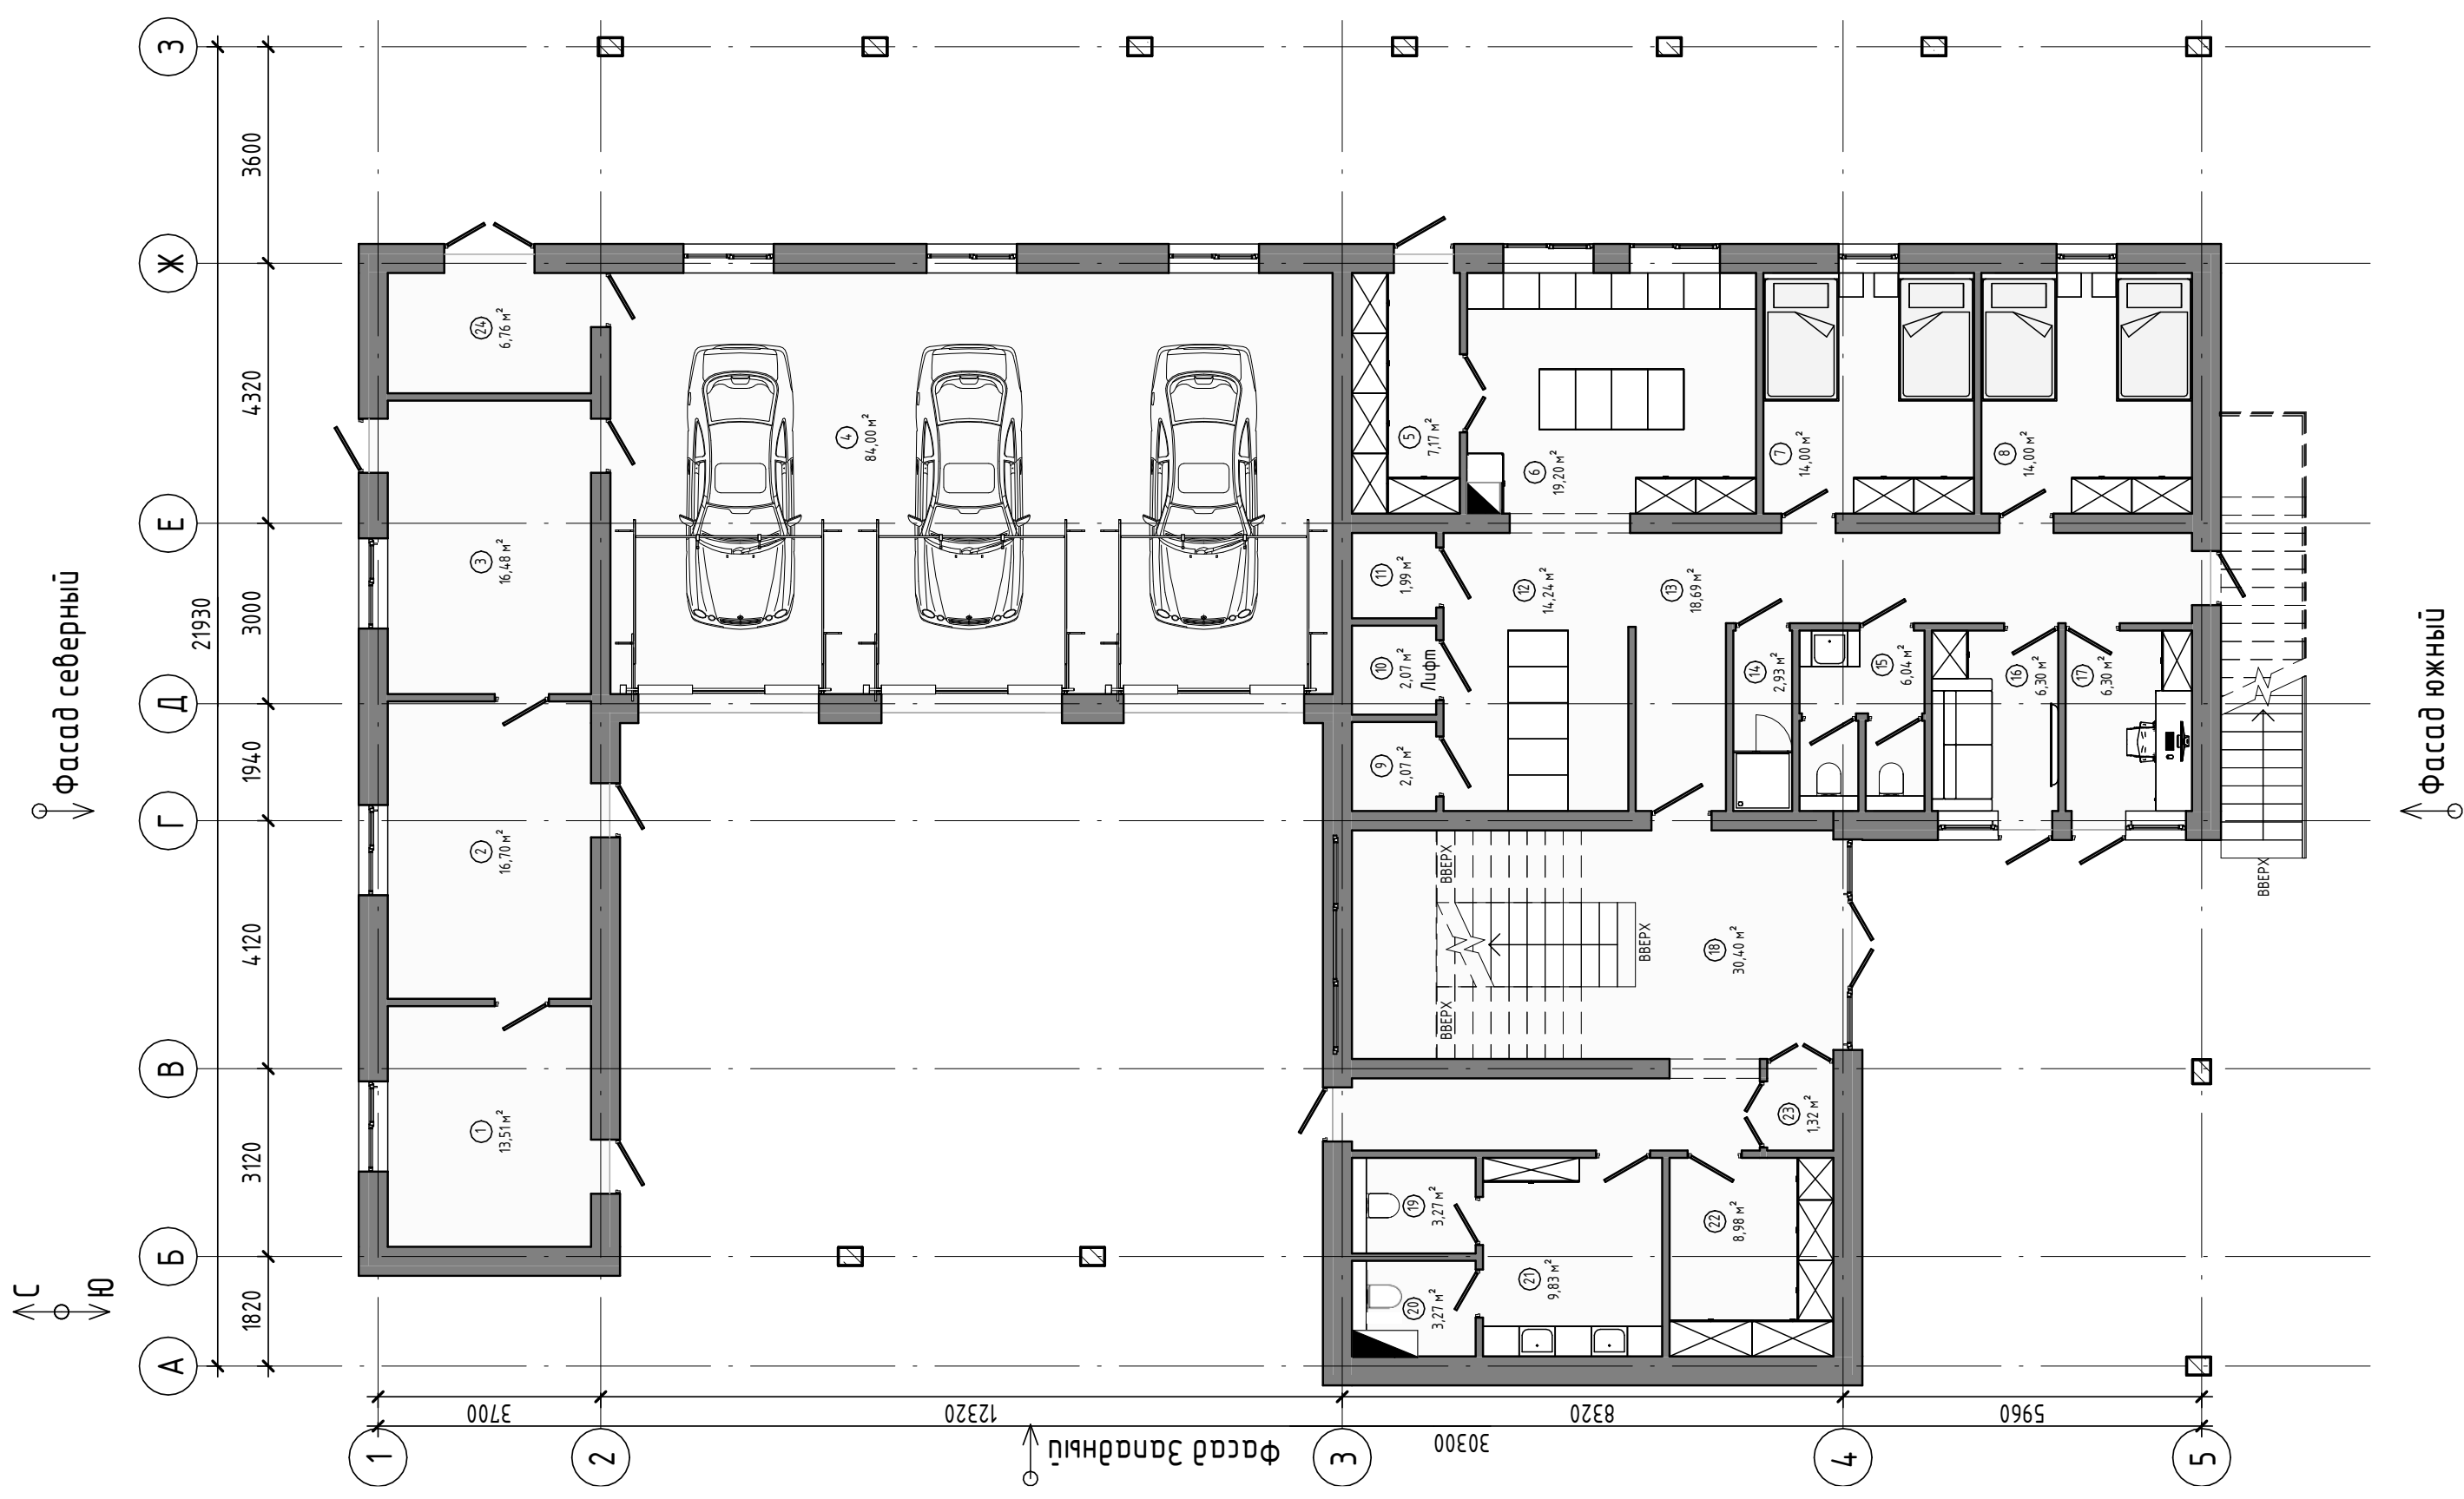 З
Ж
Е
Д
Г
В
Б
А
3600
4320
3000
1940
4120
3120
1820
21930
Фасад северный
С
Ю
24
6,76 м²
3
16,48 м²
2
16,70 м²
1
13,51 м²
4
84,00 м²
5
7,17 м²
6
19,20 м²
7
14,00 м²
8
14,00 м²
11
1,99 м²
10
2,07 м²
Лифт
9
2,07 м²
12
14,24 м²
13
18,69 м²
14
2,93 м²
15
6,04 м²
16
6,30 м²
17
6,30 м²
ВВЕРХ
ВВЕРХ
ВВЕРХ
ВВЕРХ
18
30,40 м²
23
1,32 м²
19
3,27 м²
20
3,27 м²
21
9,83 м²
22
8,98 м²
Фасад южный
3700
12320
8320
5960
30300
Фасад Западный
1
2
3
4
5